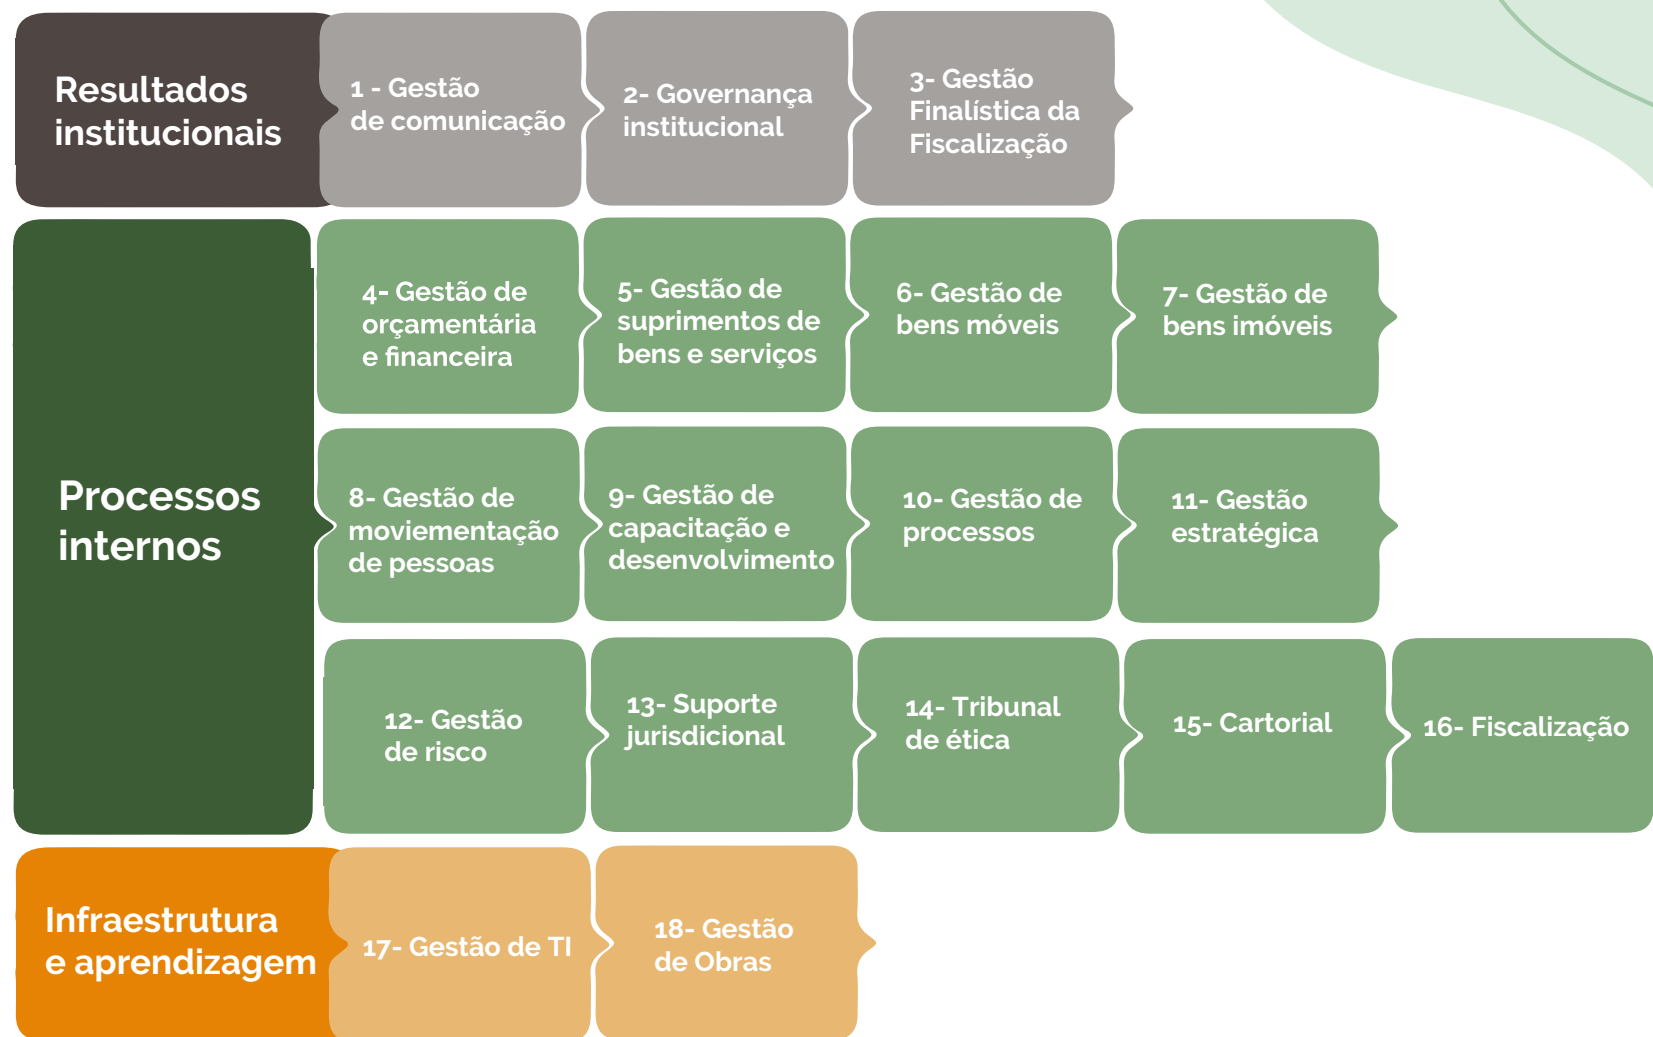 Resultados
institucionais
1 - Gestão
de comunicação
2- Governança
institucional
3- Gestão
Finalística da
Fiscalização
Processos
internos
4- Gestão de
orçamentária
e financeira
5- Gestão de
suprimentos de
bens e serviços
6- Gestão de
bens móveis
7- Gestão de
bens imóveis
8- Gestão de
moviementação
de pessoas
9- Gestão de
capacitação e
desenvolvimento
10- Gestão de
processos
11- Gestão
estratégica
12- Gestão
de risco
13- Suporte
jurisdicional
14- Tribunal
de ética
15- Cartorial
16- Fiscalização
Infraestrutura
e aprendizagem
17- Gestão de TI
18- Gestão
de Obras